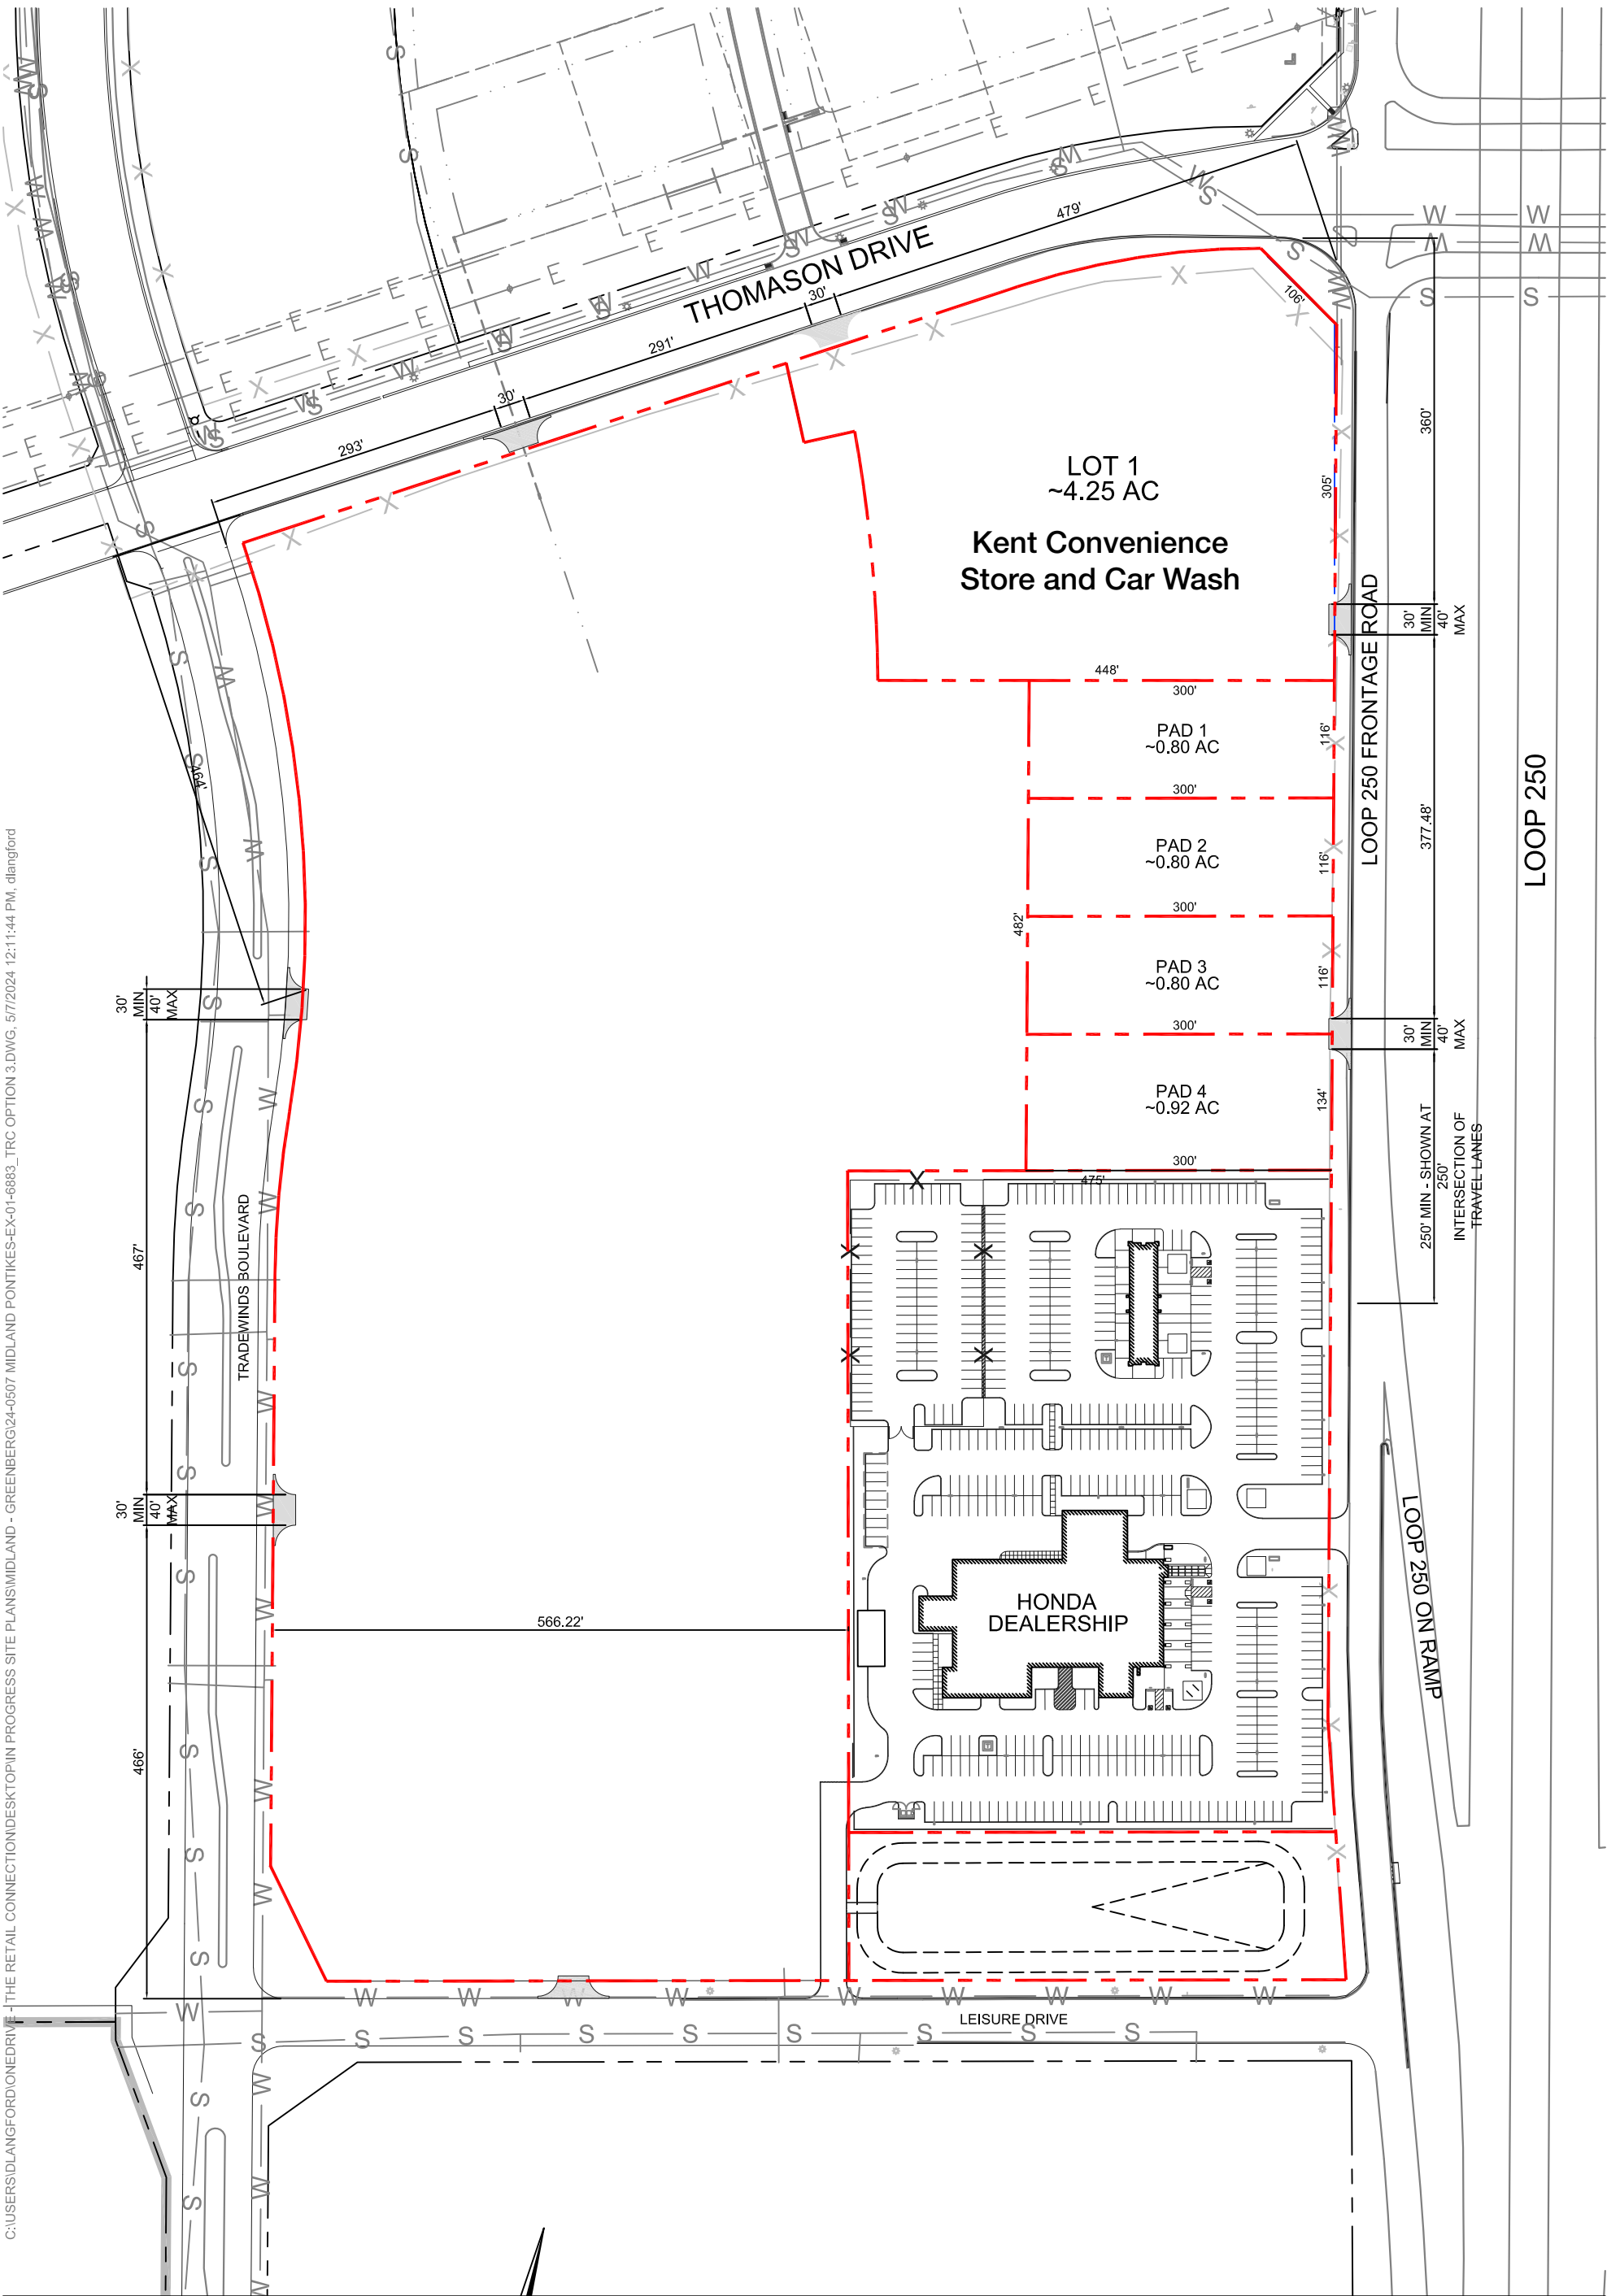 479'
THOMASON DRIVE
30'
291'
30'
293'
106'
360'
305'
LOT 1
~4.25 AC
Kent Convenience
Store and Car Wash
LOOP 250 FRONTAGE ROAD
30'
MIN
40'
MAX
448'
300'
PAD 1
~0.80 AC
116'
300'
PAD 2
~0.80 AC
116'
300'
482'
PAD 3
~0.80 AC
116'
300'
PAD 4
~0.92 AC
134'
300'
475'
377.48'
LOOP 250
30'
MIN
40'
MAX
250' MIN - SHOWN AT
250'
INTERSECTION OF
TRAVEL LANES
464'
30'
MIN
40'
MAX
467'
TRADEWINDS BOULEVARD
30'
MIN
40'
MAX
466'
566.22'
HONDA
DEALERSHIP
LOOP 250 ON RAMP
LEISURE DRIVE
C:\USERS\DLANGFORD\ONEDRIVE - THE RETAIL CONNECTION\DESKTOP\IN PROGRESS SITE PLANS\MIDLAND - GREENBERG\24-0507 MIDLAND PONTIKES-EX-01-6883_TRC OPTION 3.DWG, 5/7/2024 12:11:44 PM, dlangford